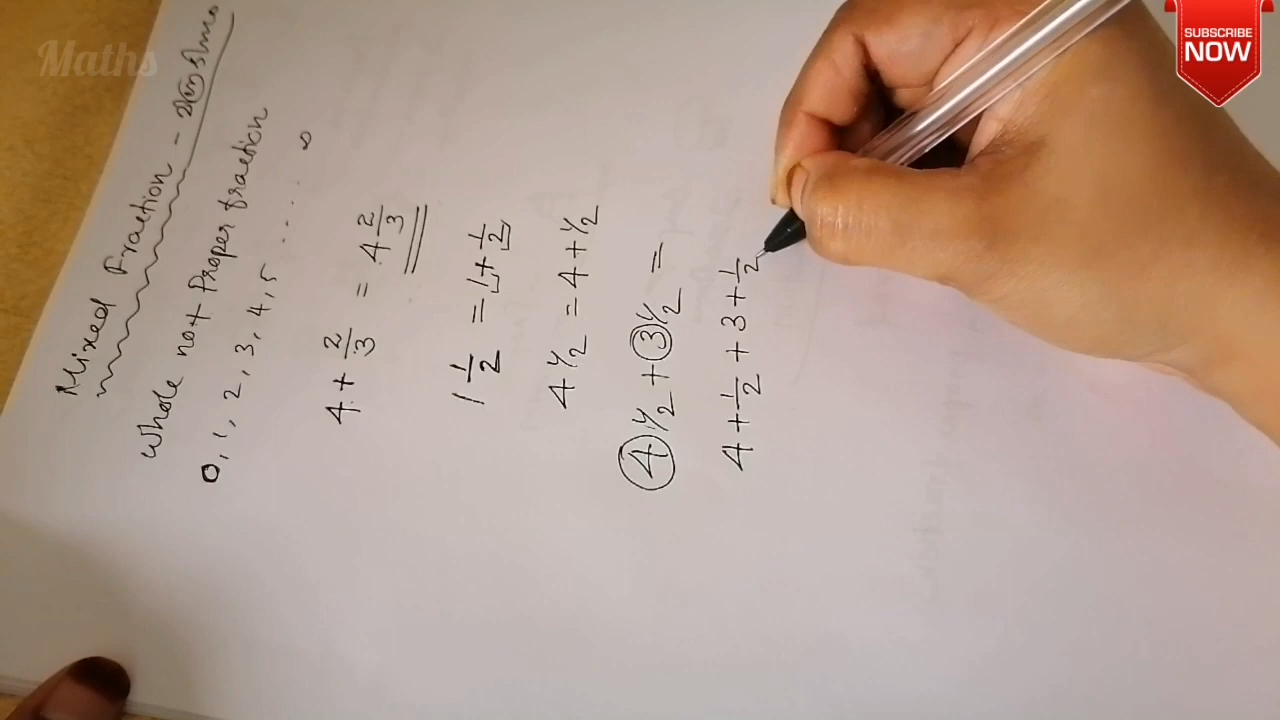 Maths
SUBSCRIBE
NOW
Mixed Fraction -
Whole no + Proper fraction
0, 1, 2, 3, 4, 5 .... ∞
4 + 2/3 = 4 2/3
1 1/2 = 1 + 1/2
4 1/2 = 4 + 1/2
4 1/2 + 3 1/2 =
4 + 1/2 + 3 + 1/2